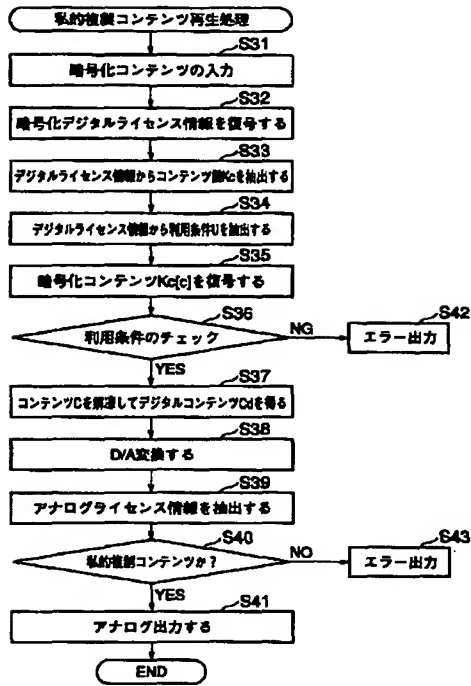 私的複製コンテンツ再生処理
S31
暗号化コンテンツの入力
S32
暗号化デジタルライセンス情報を復号する
S33
デジタルライセンス情報からコンテンツ鍵Kcを抽出する
S34
デジタルライセンス情報から利用条件Uを抽出する
S35
暗号化コンテンツKc[c]を復号する
S36
利用条件のチェック
NG
S42
エラー出力
YES
S37
コンテンツCを解凍してデジタルコンテンツCdを得る
S38
D/A変換する
S39
アナログライセンス情報を抽出する
S40
私的複製コンテンツか?
NO
S43
エラー出力
YES
S41
アナログ出力する
END